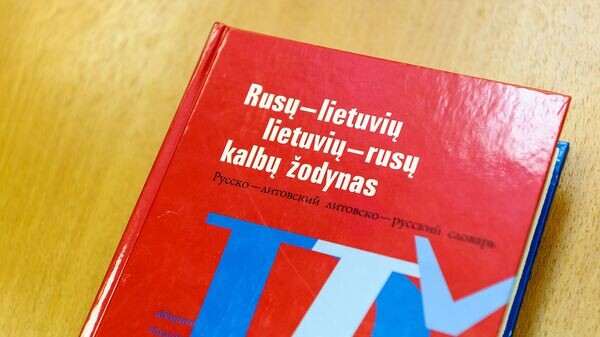 Rusų–lietuvių
lietuvių–rusų
kalbų žodynas
Русско–литовский литовско–русский словарь